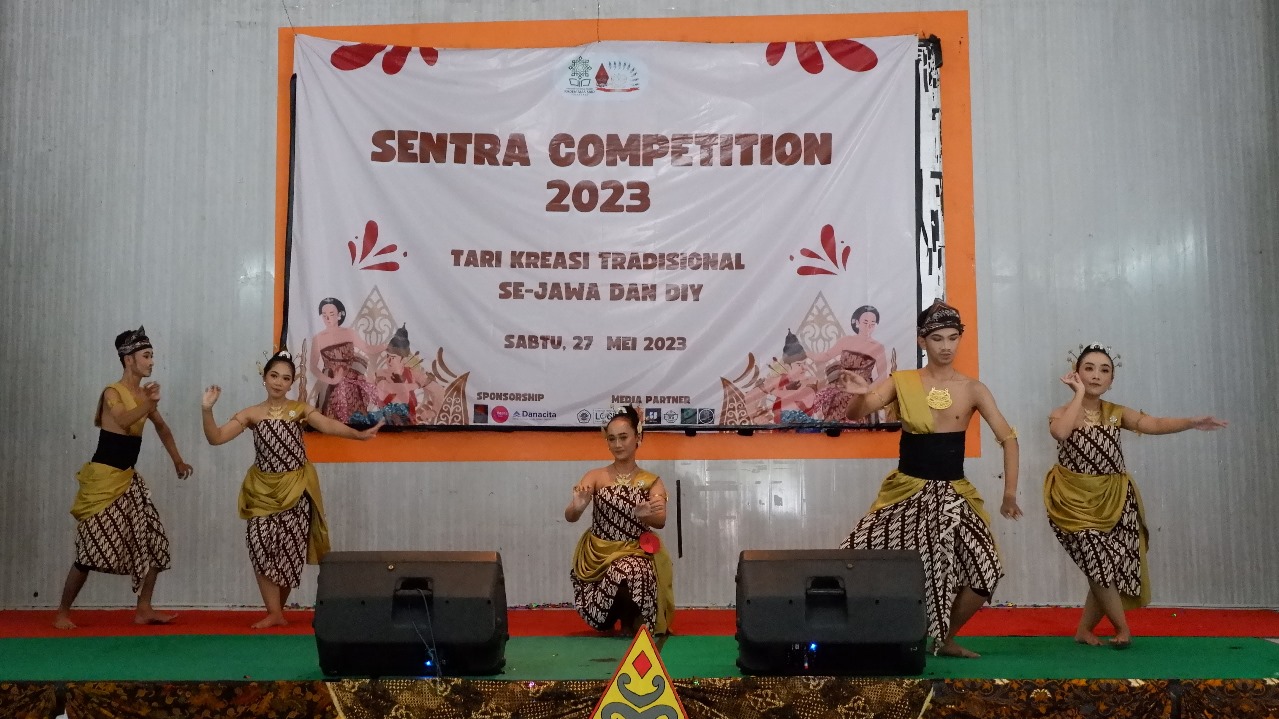 SENTRA COMPETITION
2023
TARI KREASI TRADISIONAL
SE-JAWA DAN DIY
SABTU, 27 MEI 2023
SPONSORSHIP
MEDIA PARTNER
Danacita